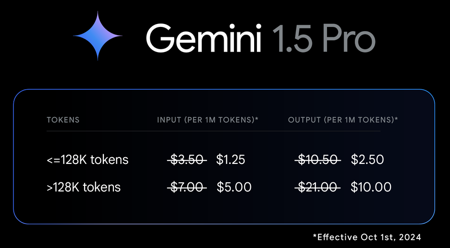 Gemini 1.5 Pro
TOKENS INPUT (PER 1M TOKENS)* OUTPUT (PER 1M TOKENS)*
<=128K tokens $3.50 $1.25 $10.50 $2.50
>128K tokens $7.00 $5.00 $21.00 $10.00
*Effective Oct 1st, 2024